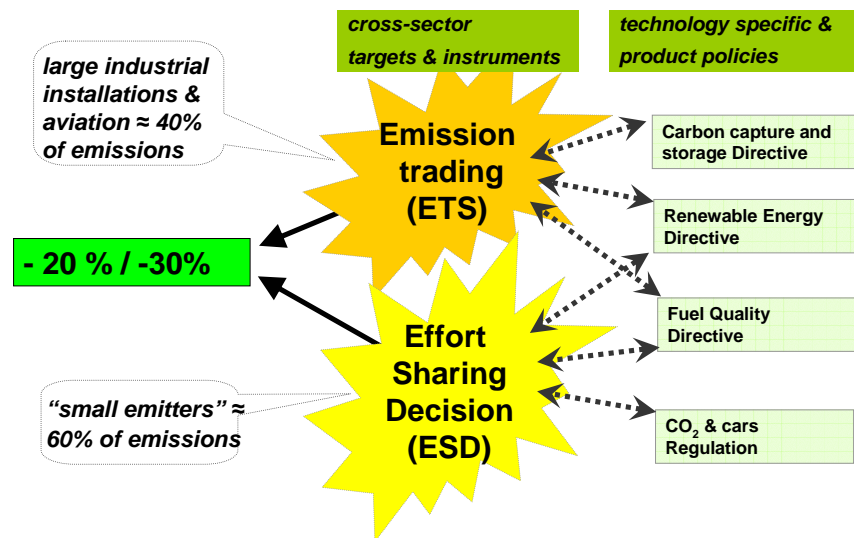 cross-sector
targets & instruments
technology specific &
product policies
large industrial
installations &
aviation ≈ 40%
of emissions
Emission
trading
(ETS)
Carbon capture and
storage Directive
Renewable Energy
Directive
- 20 % / -30%
Fuel Quality
Directive
Effort
Sharing
Decision
(ESD)
“small emitters” ≈
60% of emissions
CO₂ & cars
Regulation